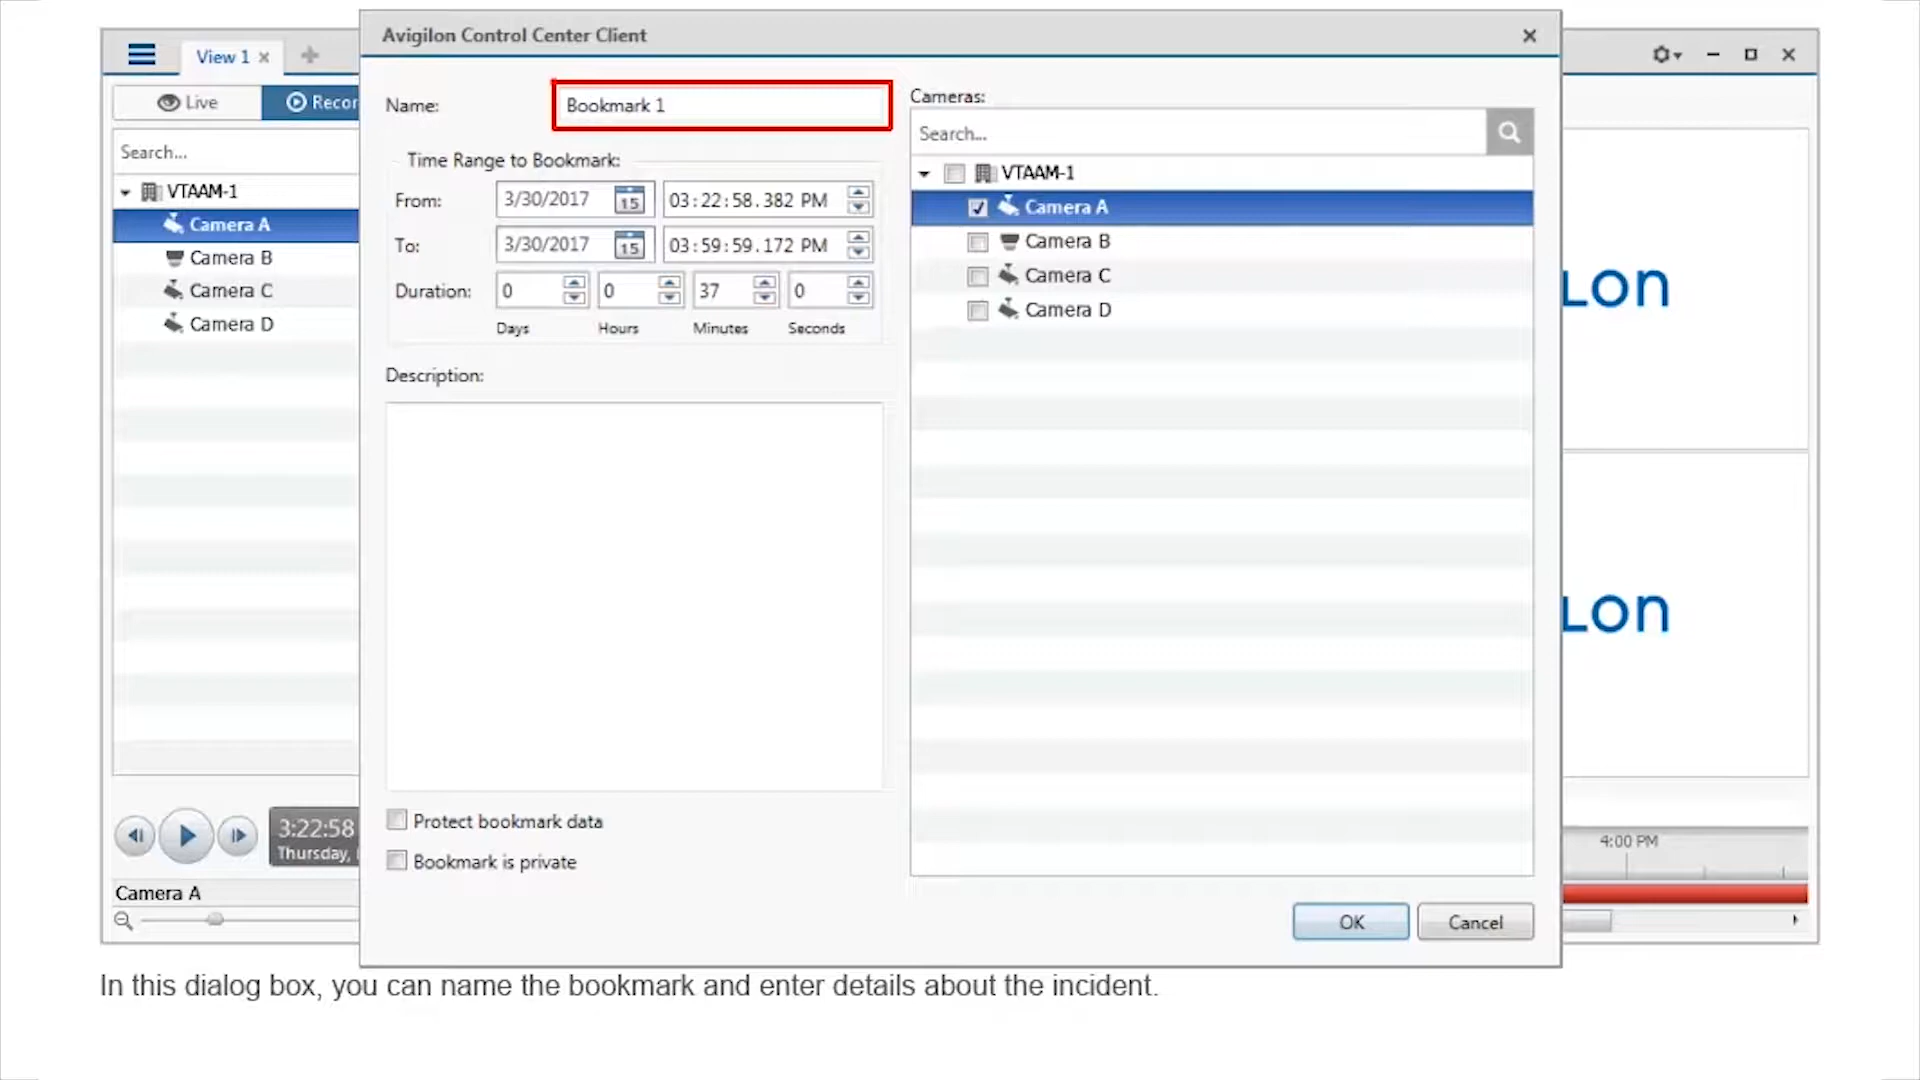 Avigilon Control Center Client
View 1
Live
Recor
Search...
VTAAM-1
Camera A
Camera B
Camera C
Camera D
Name:
Bookmark 1
Time Range to Bookmark:
From:
3/30/2017
15
03:22:58.382 PM
To:
3/30/2017
15
03:59:59.172 PM
Duration:
0
0
37
0
Days
Hours
Minutes
Seconds
Description:
Protect bookmark data
Bookmark is private
Cameras:
Search...
VTAAM-1
Camera A
Camera B
Camera C
Camera D
OK
Cancel
LON
LON
3:22:58
Thursday,
4:00 PM
Camera A
In this dialog box, you can name the bookmark and enter details about the incident.